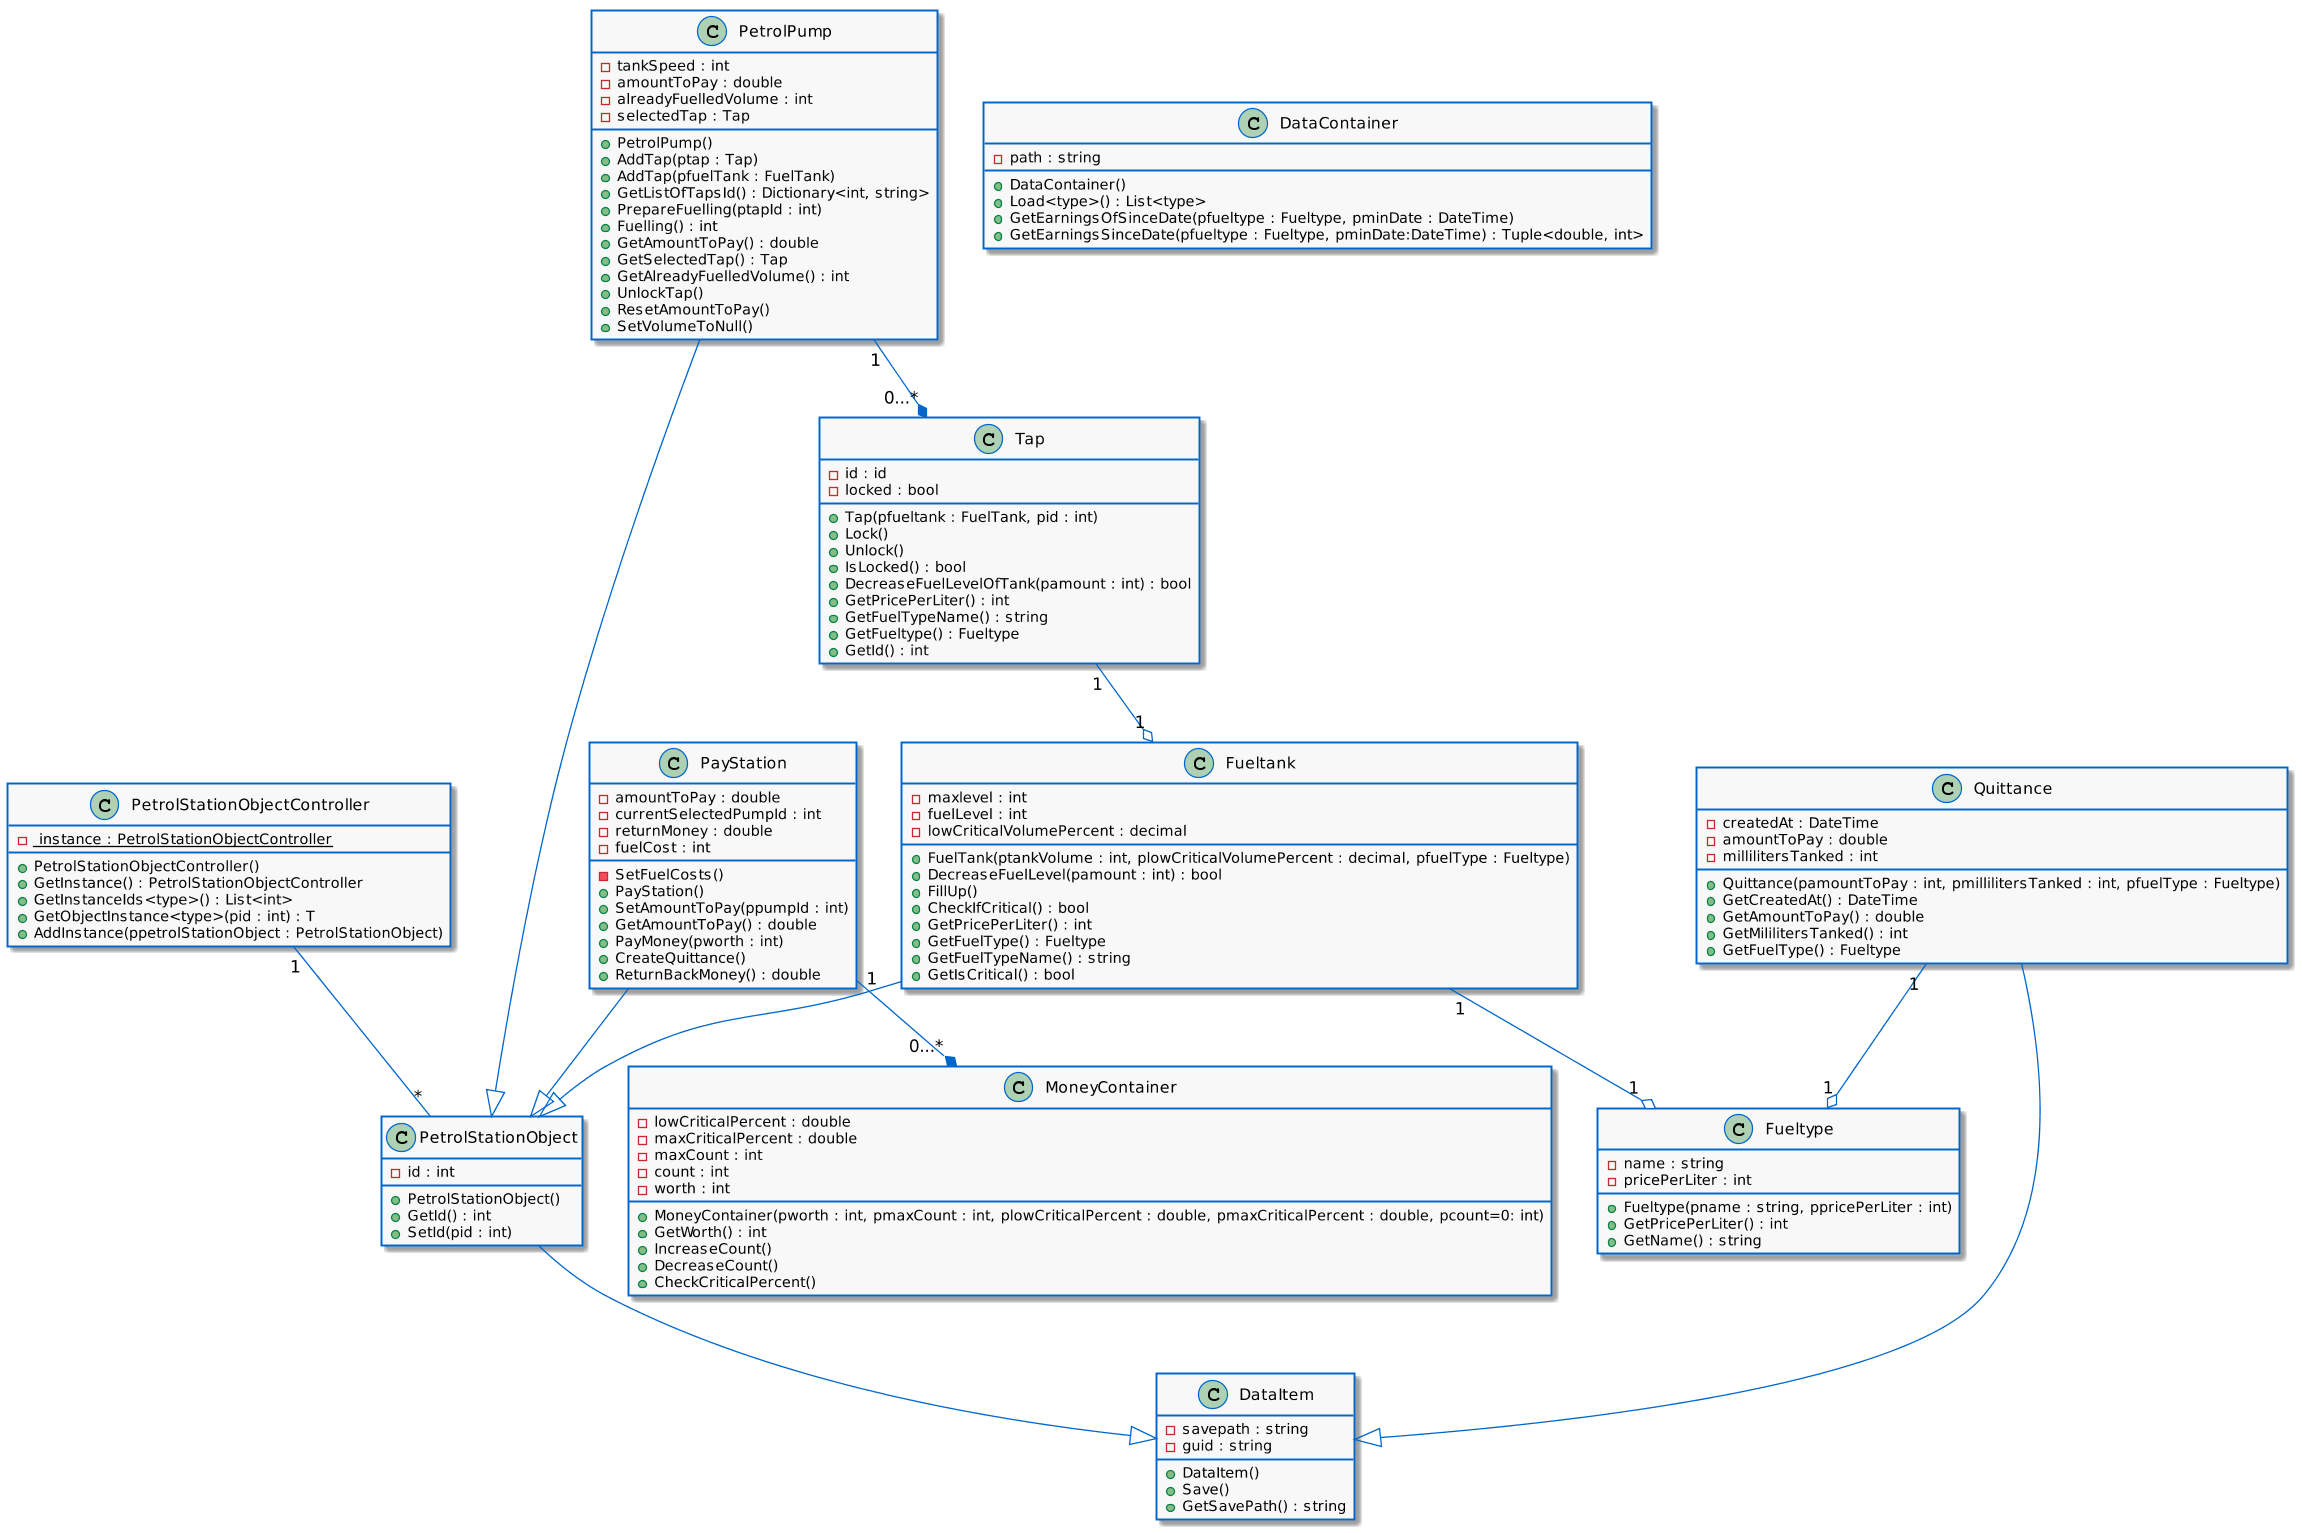 C PetrolPump
tankSpeed : int
amountToPay : double
alreadyFuelledVolume : int
selectedTap : Tap
PetrolPump()
AddTap(ptap : Tap)
AddTap(pfuelTank : FuelTank)
GetListOfTapsId() : Dictionary<int, string>
PrepareFuelling(ptapId : int)
Fuelling() : int
GetAmountToPay() : double
GetSelectedTap() : Tap
GetAlreadyFuelledVolume() : int
UnlockTap()
ResetAmountToPay()
SetVolumeToNull()
C DataContainer
path : string
DataContainer()
Load<type>() : List<type>
GetEarningsOfSinceDate(pfueltype : Fueltype, pminDate : DateTime)
GetEarningsSinceDate(pfueltype : Fueltype, pminDate:DateTime) : Tuple<double, int>
1
0...*
C Tap
id : id
locked : bool
Tap(pfueltank : FuelTank, pid : int)
Lock()
Unlock()
IsLocked() : bool
DecreaseFuelLevelOfTank(pamount : int) : bool
GetPricePerLiter() : int
GetFuelTypeName() : string
GetFueltype() : Fueltype
GetId() : int
1
1
C PetrolStationObjectController
_instance : PetrolStationObjectController
PetrolStationObjectController()
GetInstance() : PetrolStationObjectController
GetInstanceIds<type>() : List<int>
GetObjectInstance<type>(pid : int) : T
AddInstance(ppetrolStationObject : PetrolStationObject)
1
*
C PayStation
amountToPay : double
currentSelectedPumpId : int
returnMoney : double
fuelCost : int
SetFuelCosts()
PayStation()
SetAmountToPay(ppumpId : int)
GetAmountToPay() : double
PayMoney(pworth : int)
CreateQuittance()
ReturnBackMoney() : double
1
0...*
C Fueltank
maxlevel : int
fuelLevel : int
lowCriticalVolumePercent : decimal
FuelTank(ptankVolume : int, plowCriticalVolumePercent : decimal, pfuelType : Fueltype)
DecreaseFuelLevel(pamount : int) : bool
FillUp()
CheckIfCritical() : bool
GetPricePerLiter() : int
GetFuelType() : Fueltype
GetFuelTypeName() : string
GetIsCritical() : bool
1
1
C Quittance
createdAt : DateTime
amountToPay : double
millilitersTanked : int
Quittance(pamountToPay : int, pmillilitersTanked : int, pfuelType : Fueltype)
GetCreatedAt() : DateTime
GetAmountToPay() : double
GetMililitersTanked() : int
GetFuelType() : Fueltype
1
1
C PetrolStationObject
id : int
PetrolStationObject()
GetId() : int
SetId(pid : int)
C MoneyContainer
lowCriticalPercent : double
maxCriticalPercent : double
maxCount : int
count : int
worth : int
MoneyContainer(pworth : int, pmaxCount : int, plowCriticalPercent : double, pmaxCriticalPercent : double, pcount=0: int)
GetWorth() : int
IncreaseCount()
DecreaseCount()
CheckCriticalPercent()
C Fueltype
name : string
pricePerLiter : int
Fueltype(pname : string, ppricePerLiter : int)
GetPricePerLiter() : int
GetName() : string
C DataItem
savepath : string
guid : string
DataItem()
Save()
GetSavePath() : string